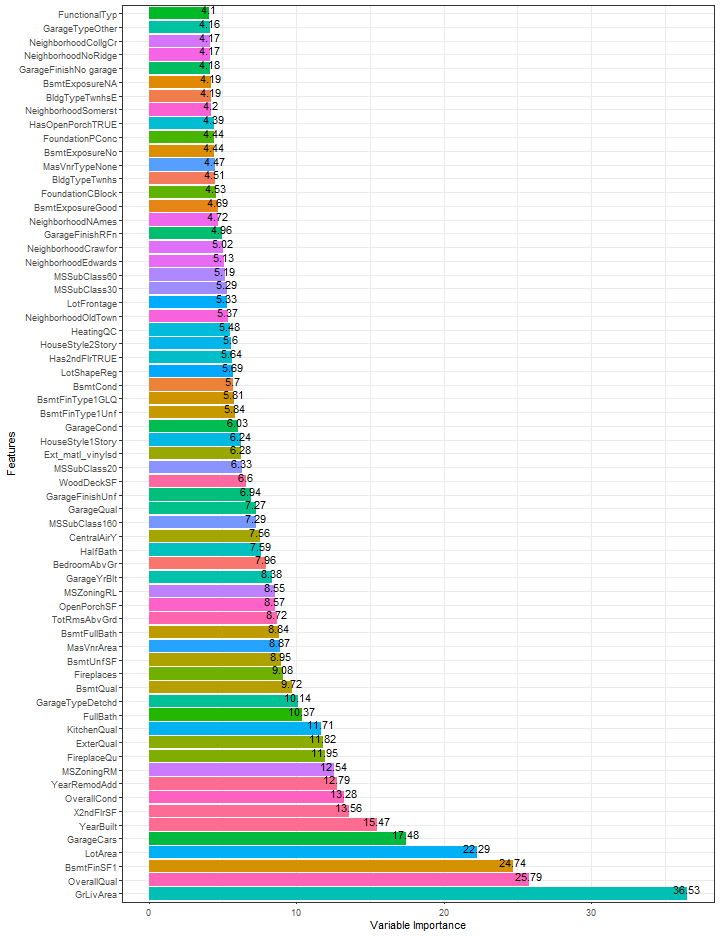 FunctionalTyp 4.1
GarageTypeOther 4.16
NeighborhoodCollgCr 4.17
NeighborhoodNoRidge 4.17
GarageFinishNo garage 4.18
BsmtExposureNA 4.19
BldgTypeTwnhsE 4.19
NeighborhoodSomerst 4.2
HasOpenPorchTRUE 4.39
FoundationPConc 4.44
BsmtExposureNo 4.44
MasVnrTypeNone 4.47
BldgTypeTwnhs 4.51
FoundationCBlock 4.53
BsmtExposureGood 4.69
NeighborhoodNAmes 4.72
GarageFinishRFn 4.96
NeighborhoodCrawfor 5.02
NeighborhoodEdwards 5.13
MSSubClass60 5.19
MSSubClass30 5.29
LotFrontage 5.33
NeighborhoodOldTown 5.37
HeatingQC 5.48
HouseStyle2Story 5.6
Has2ndFlrTRUE 5.64
LotShapeReg 5.69
BsmtCond 5.7
BsmtFinType1GLQ 5.81
BsmtFinType1Unf 5.84
GarageCond 6.03
HouseStyle1Story 6.24
Ext_matl_vinylsd 6.28
MSSubClass20 6.33
WoodDeckSF 6.6
GarageFinishUnf 6.94
GarageQual 7.27
MSSubClass160 7.29
CentralAirY 7.56
HalfBath 7.59
BedroomAbvGr 7.96
GarageYrBlt 8.38
MSZoningRL 8.55
OpenPorchSF 8.57
TotRmsAbvGrd 8.72
BsmtFullBath 8.84
MasVnrArea 8.87
BsmtUnfSF 8.95
Fireplaces 9.08
BsmtQual 9.72
GarageTypeDetchd 10.14
FullBath 10.37
KitchenQual 11.71
ExterQual 11.82
FireplaceQu 11.95
MSZoningRM 12.54
YearRemodAdd 12.79
OverallCond 13.28
X2ndFlrSF 13.56
YearBuilt 15.47
GarageCars 17.48
LotArea 22.29
BsmtFinSF1 24.74
OverallQual 25.79
GrLivArea 36.53
0 10 20 30
Variable Importance
Features